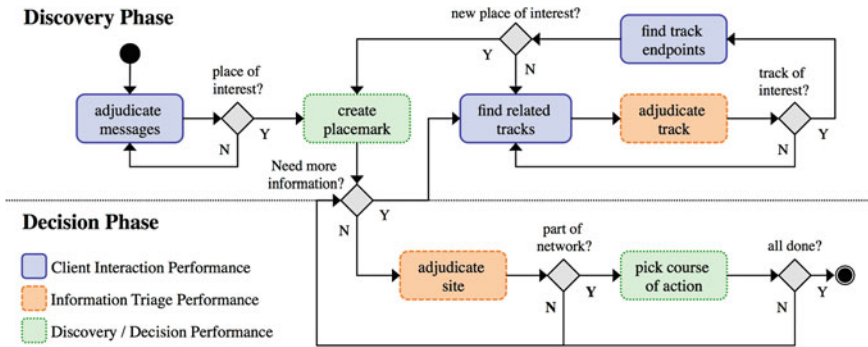 Discovery Phase
new place of interest?
find track
endpoints
Y
N
place of
interest?
track of
interest?
adjudicate
messages
Y
N
create
placemark
find related
tracks
adjudicate
track
Y
N
Need more
information?
Y
N
Decision Phase
part of
network?
all done?
adjudicate
site
Y
N
pick course
of action
Y
N
Client Interaction Performance
Information Triage Performance
Discovery / Decision Performance